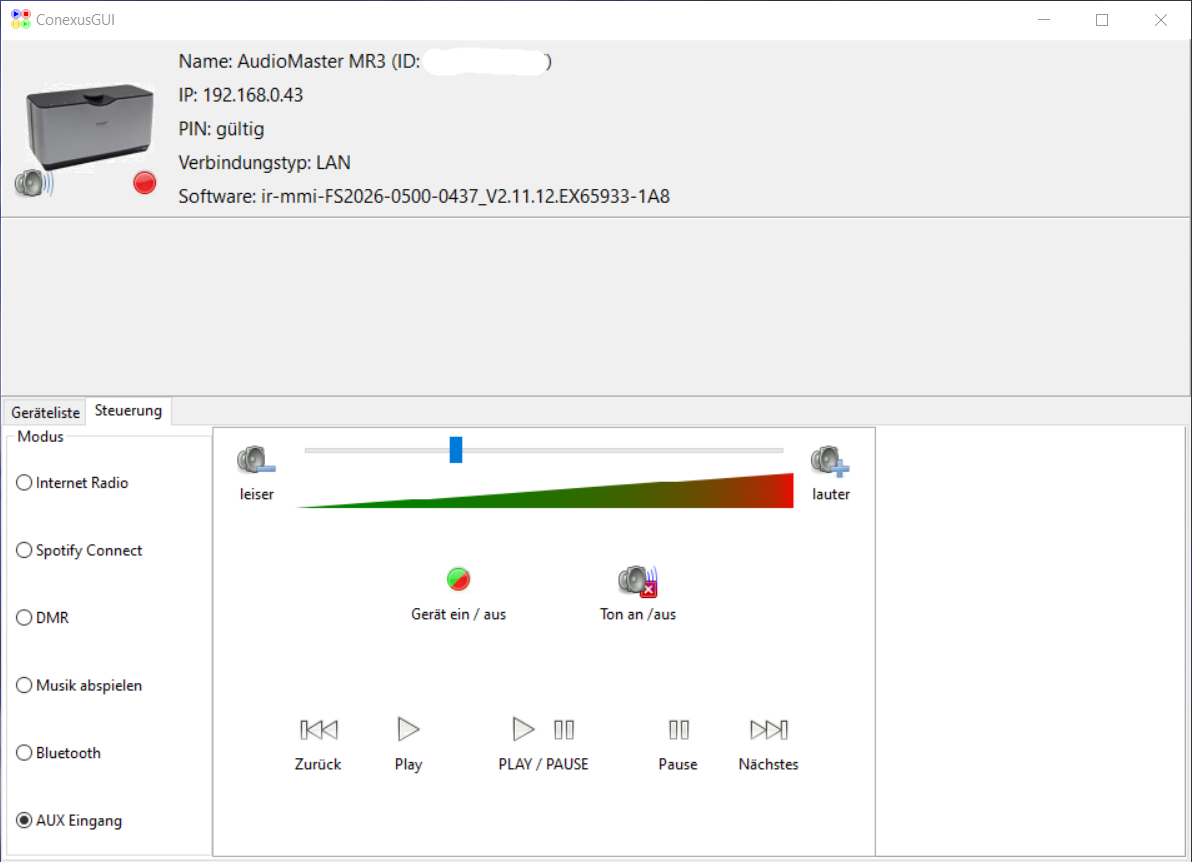 ConexusGUI
Name: AudioMaster MR3 (ID: )
IP: 192.168.0.43
PIN: gültig
Verbindungstyp: LAN
Software: ir-mmi-FS2026-0500-0437_V2.11.12.EX65933-1A8
Geräteliste Steuerung
Modus
Internet Radio
Spotify Connect
DMR
Musik abspielen
Bluetooth
AUX Eingang
leiser lauter
Gerät ein / aus Ton an /aus
Zurück Play PLAY / PAUSE Pause Nächstes